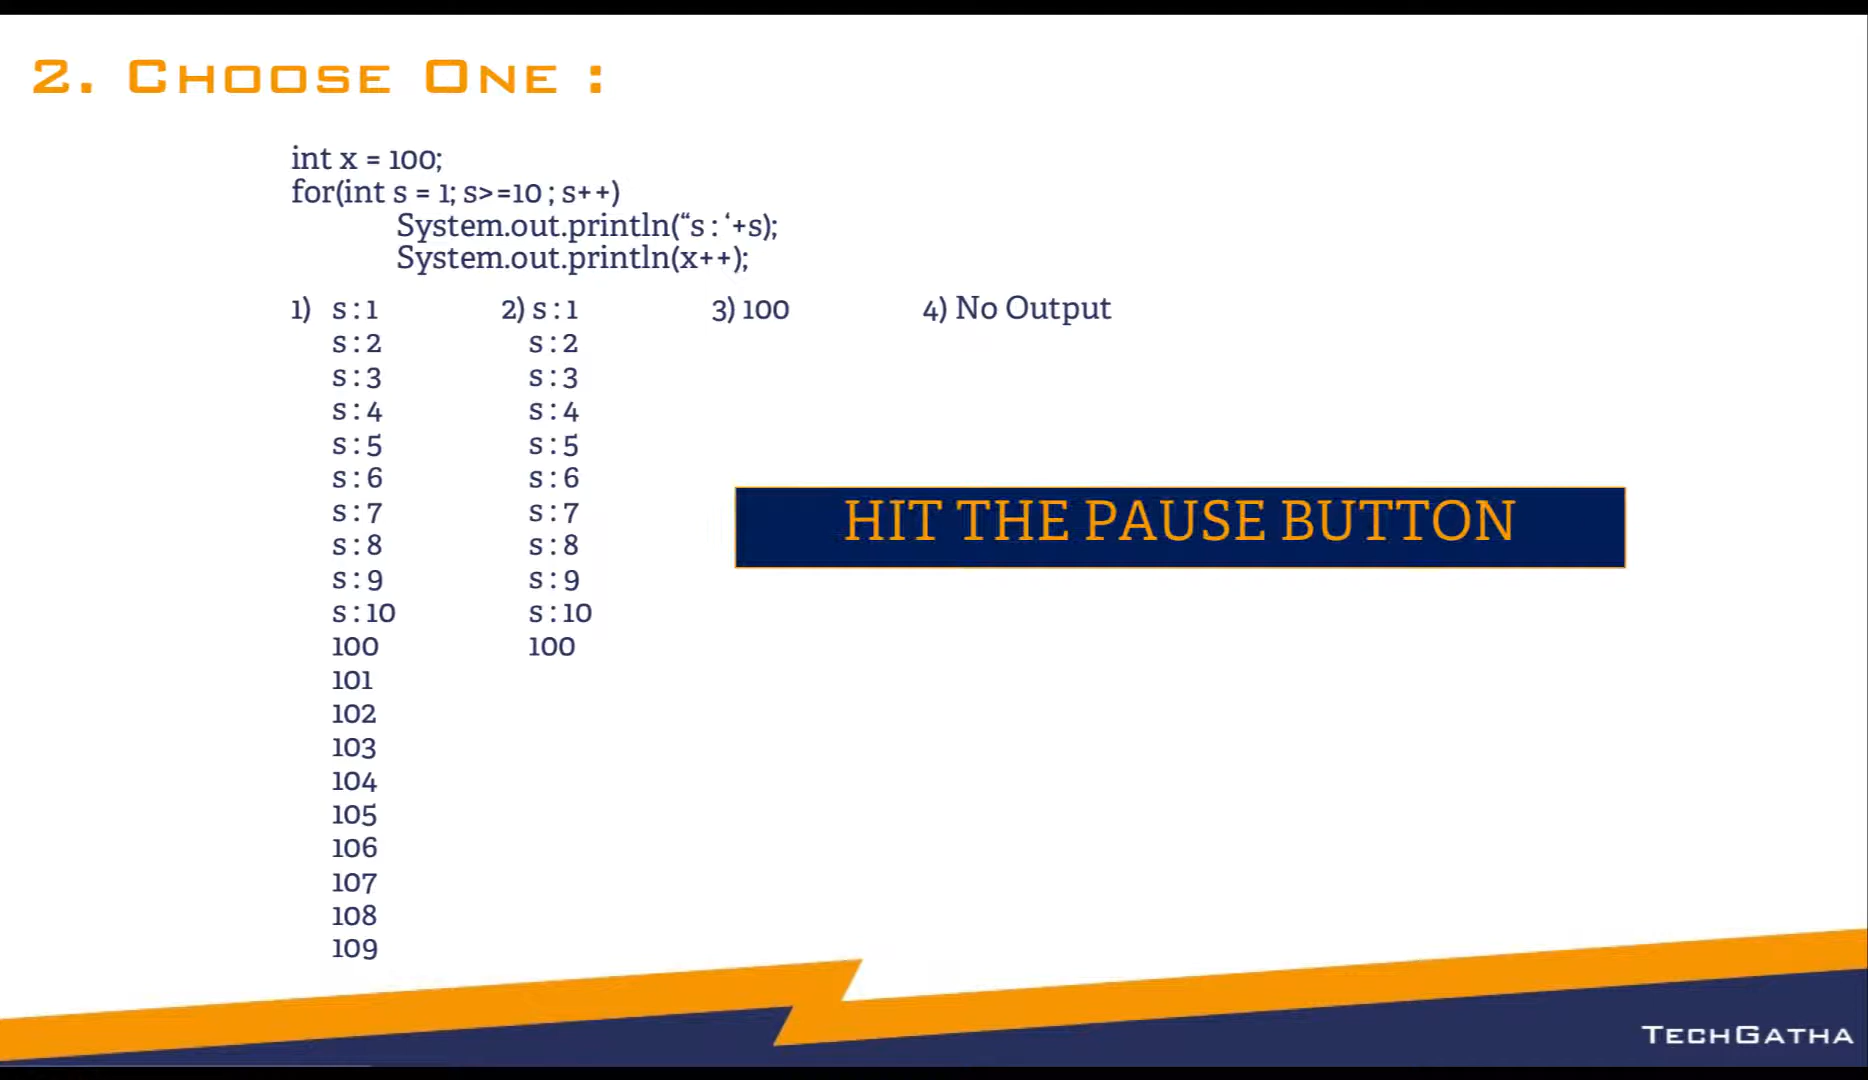 2. CHOOSE ONE :
int x = 100;
for(int s = 1; s>=10 ; s++)
System.out.println(“s : ‘+s);
System.out.println(x++);
1) s : 1 2) s : 1 3) 100 4) No Output
s : 2 s : 2
s : 3 s : 3
s : 4 s : 4
s : 5 s : 5
s : 6 s : 6
s : 7 s : 7
s : 8 s : 8
s : 9 s : 9
s : 10 s : 10
100 100
101
102
103
104
105
106
107
108
109
HIT THE PAUSE BUTTON
TECHGATHA